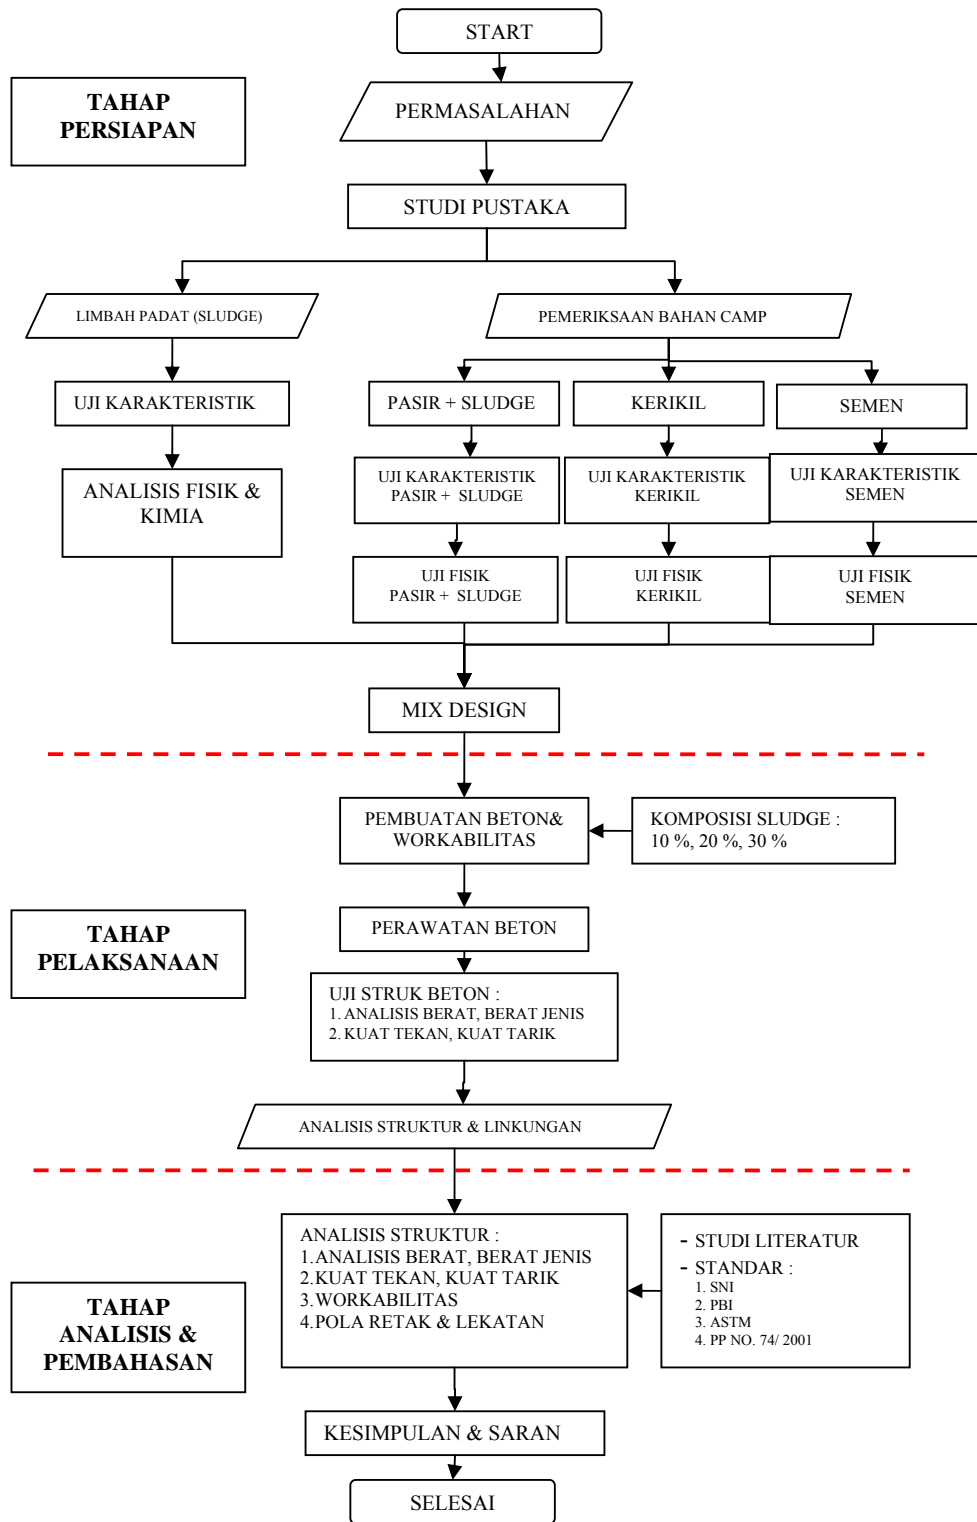 START
TAHAP
PERSIAPAN
PERMASALAHAN
STUDI PUSTAKA
LIMBAH PADAT (SLUDGE)
PEMERIKSAAN BAHAN CAMP
UJI KARAKTERISTIK
PASIR + SLUDGE
KERIKIL
SEMEN
ANALISIS FISIK &
KIMIA
UJI KARAKTERISTIK
PASIR + SLUDGE
UJI KARAKTERISTIK
KERIKIL
UJI KARAKTERISTIK
SEMEN
UJI FISIK
PASIR + SLUDGE
UJI FISIK
KERIKIL
UJI FISIK
SEMEN
MIX DESIGN
PEMBUATAN BETON&
WORKABILITAS
KOMPOSISI SLUDGE :
10 %, 20 %, 30 %
TAHAP
PELAKSANAAN
PERAWATAN BETON
UJI STRUK BETON :
1. ANALISIS BERAT, BERAT JENIS
2. KUAT TEKAN, KUAT TARIK
ANALISIS STRUKTUR & LINKUNGAN
TAHAP
ANALISIS &
PEMBAHASAN
ANALISIS STRUKTUR :
1.ANALISIS BERAT, BERAT JENIS
2.KUAT TEKAN, KUAT TARIK
3.WORKABILITAS
4.POLA RETAK & LEKATAN
- STUDI LITERATUR
- STANDAR :
1. SNI
2. PBI
3. ASTM
4. PP NO. 74/ 2001
KESIMPULAN & SARAN
SELESAI